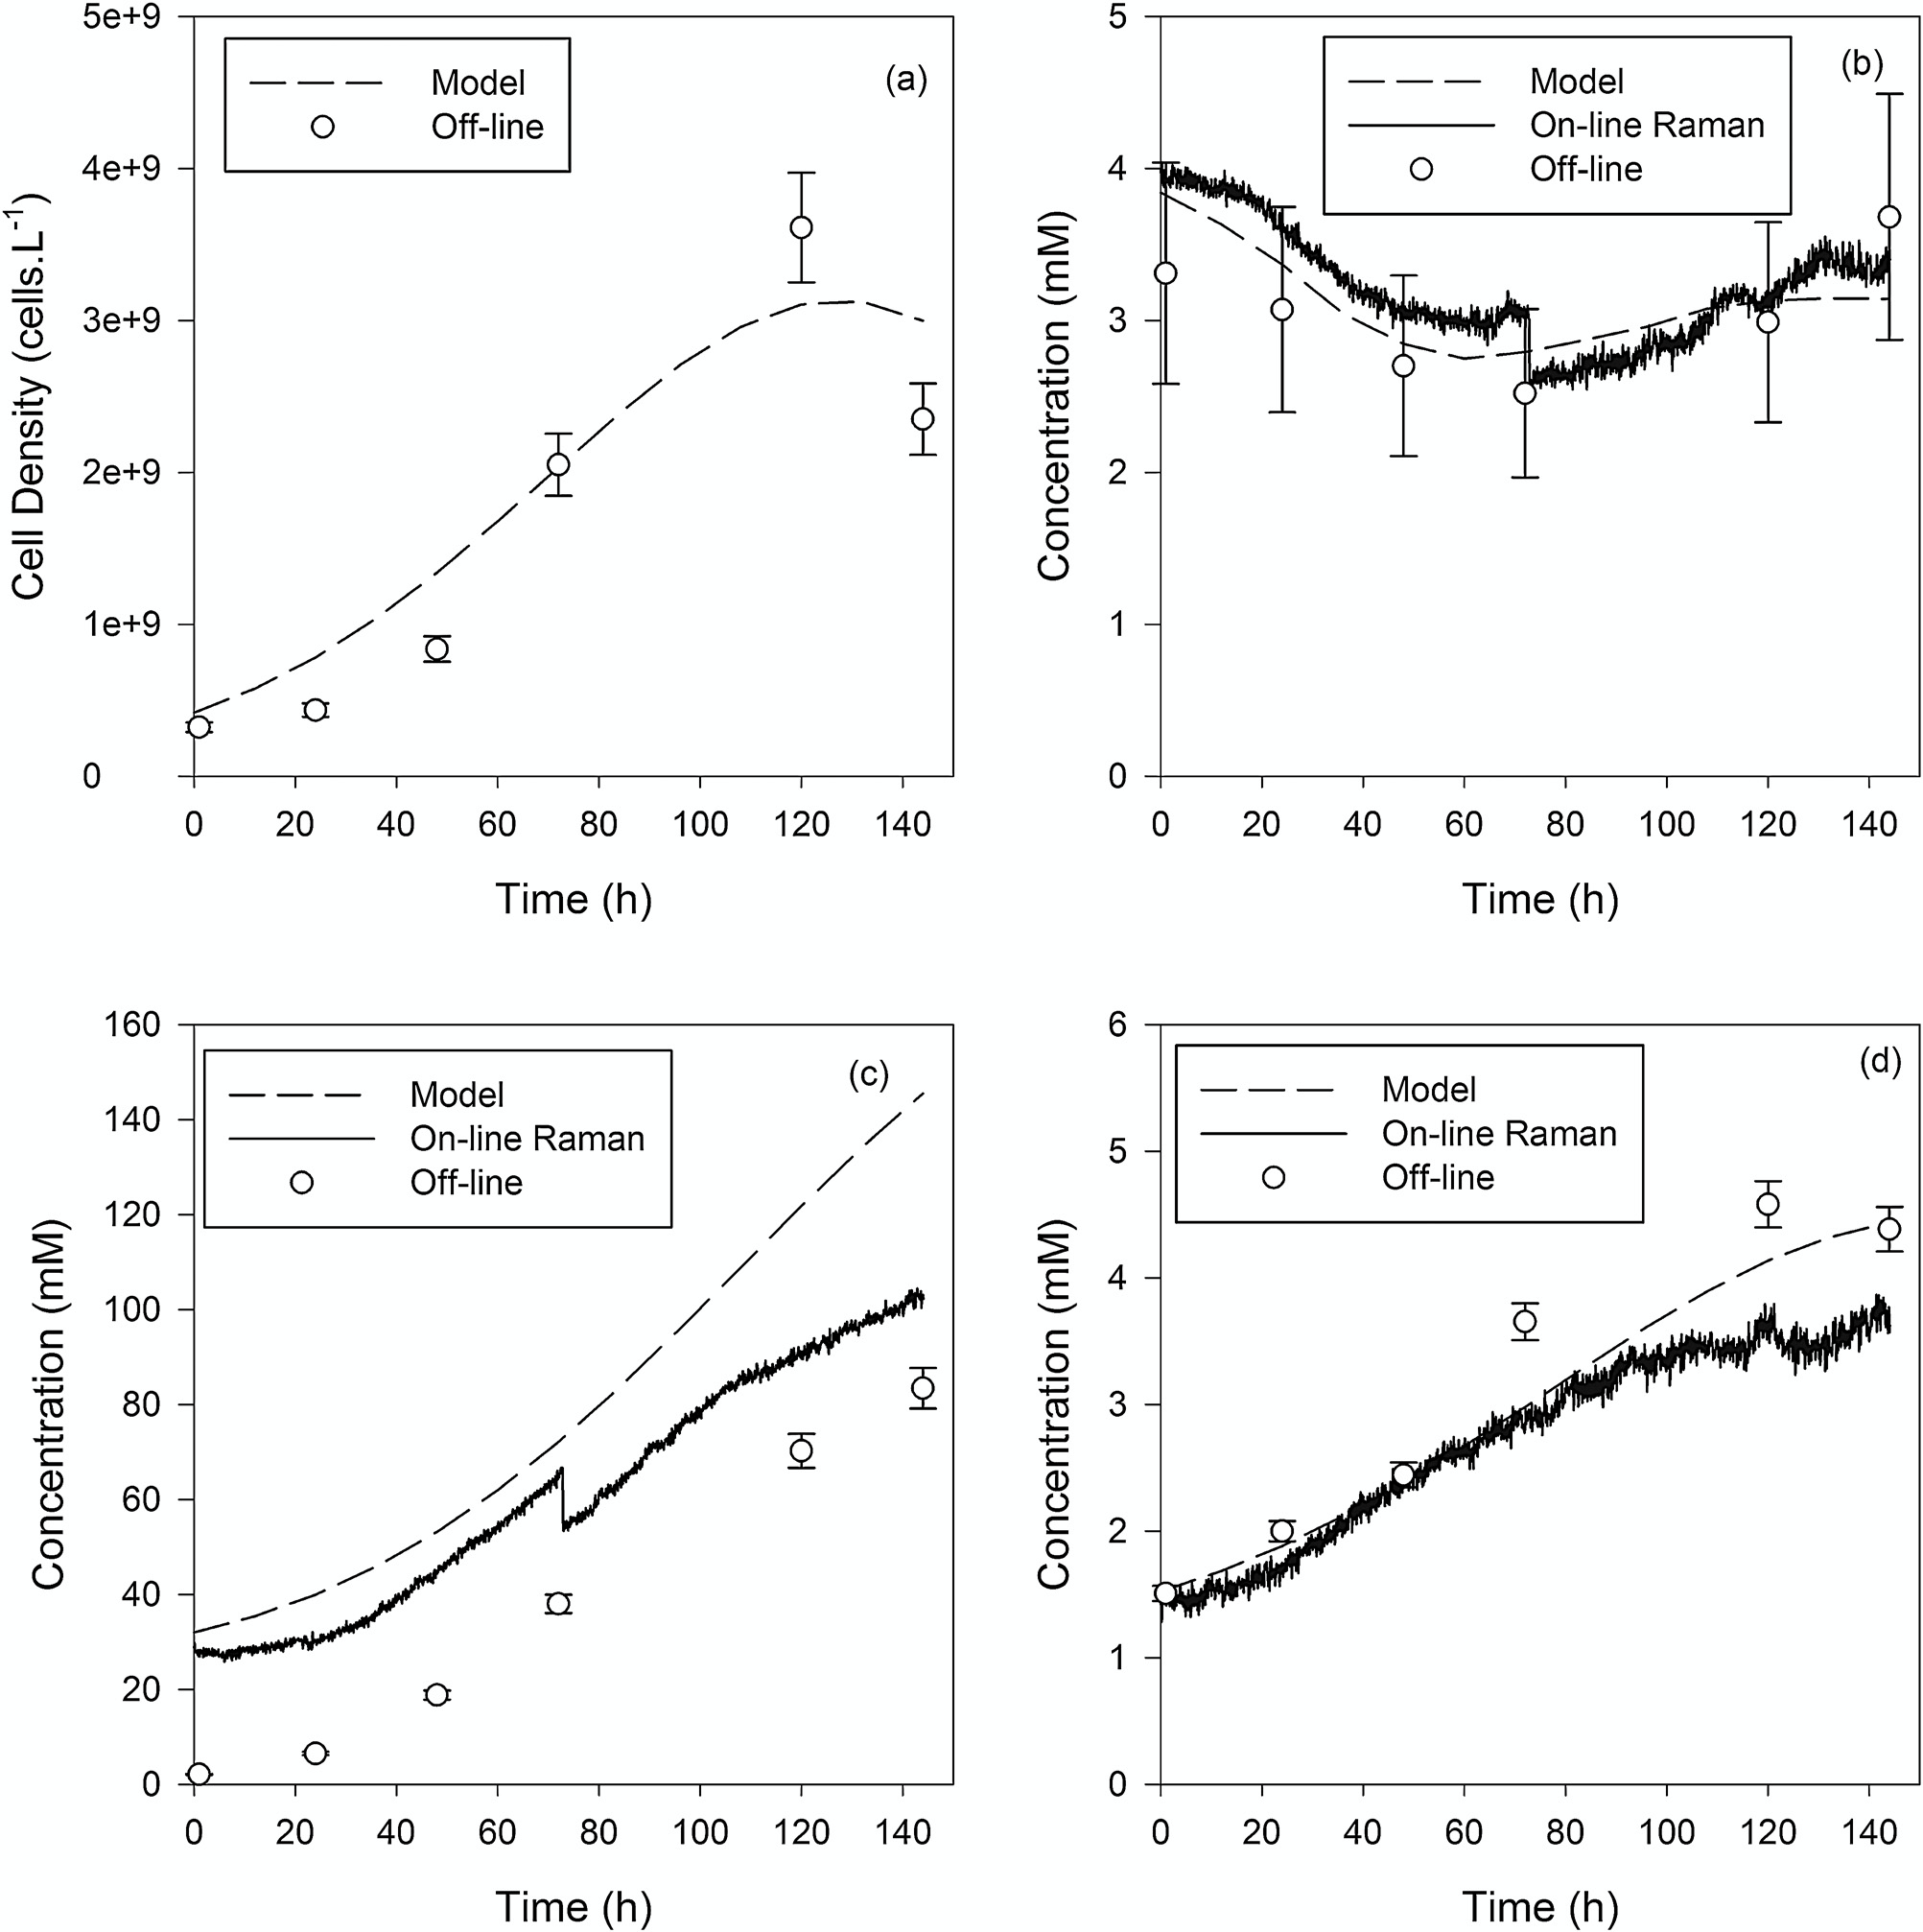 5e+9
4e+9
3e+9
2e+9
1e+9
0
Cell Density (cells.L-1)
Model
Off-line
(a)
0 20 40 60 80 100 120 140
Time (h)
5
4
3
2
1
0
Concentration (mM)
Model
On-line Raman
Off-line
(b)
0 20 40 60 80 100 120 140
Time (h)
160
140
120
100
80
60
40
20
0
Concentration (mM)
Model
On-line Raman
Off-line
(c)
0 20 40 60 80 100 120 140
Time (h)
6
5
4
3
2
1
0
Concentration (mM)
Model
On-line Raman
Off-line
(d)
0 20 40 60 80 100 120 140
Time (h)